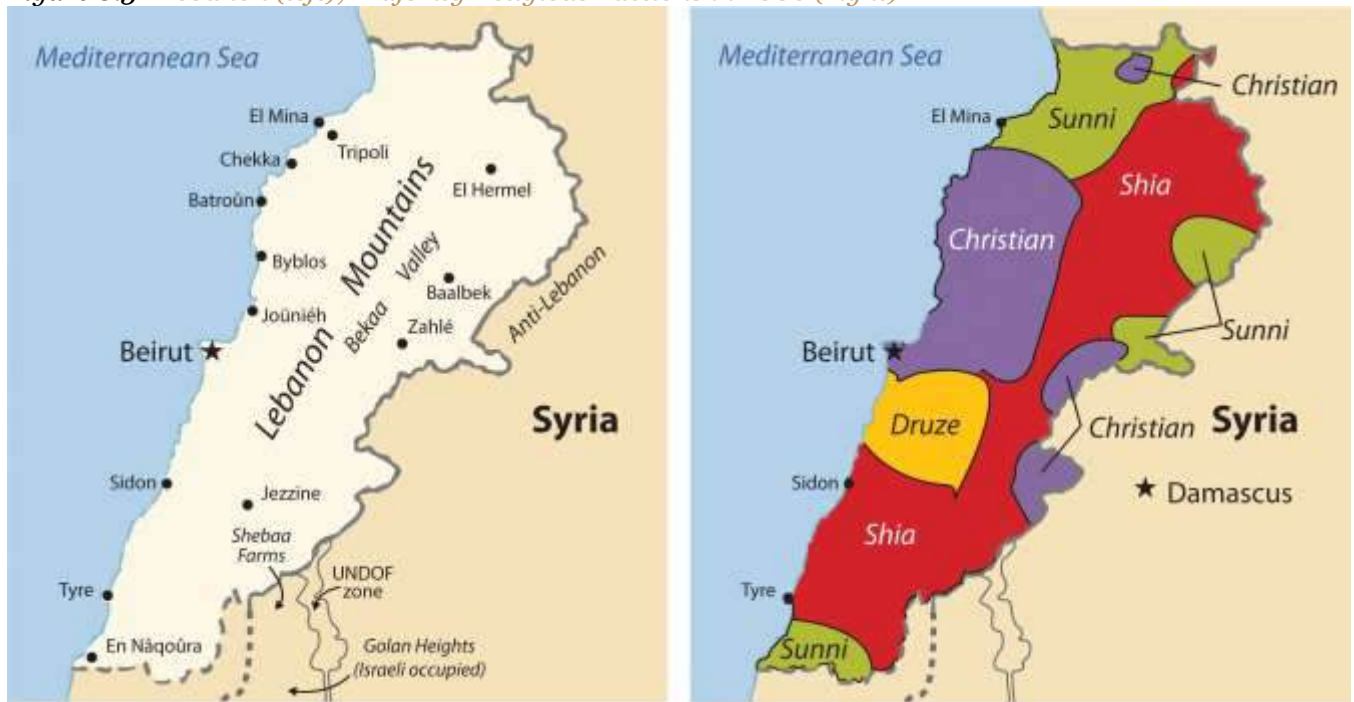 Mediterranean Sea
El Mina
Tripoli
Chekka
El Hermel
Batroûn
Lebanon Mountains
Bekaa Valley
Byblos
Baalbek
Anti-Lebanon
Joûniéh
Zahlé
Beirut
Syria
Sidon
Jezzine
Shebaa
Farms
UNDOF
zone
Tyre
En Nâqoûra
Golan Heights
(Israeli occupied)
Mediterranean Sea
Christian
El Mina
Sunni
Shia
Christian
Sunni
Beirut
Druze
Christian
Syria
Sidon
Damascus
Shia
Tyre
Sunni